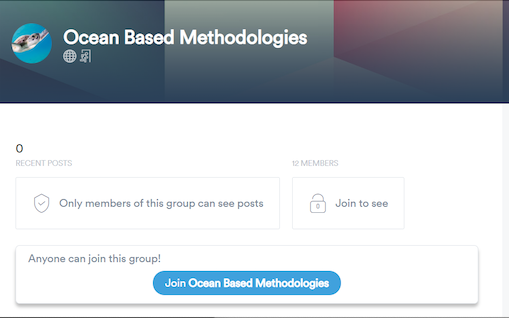 Ocean Based Methodologies
0
RECENT POSTS
12 MEMBERS
Only members of this group can see posts
0
Join to see
Anyone can join this group!
Join Ocean Based Methodologies